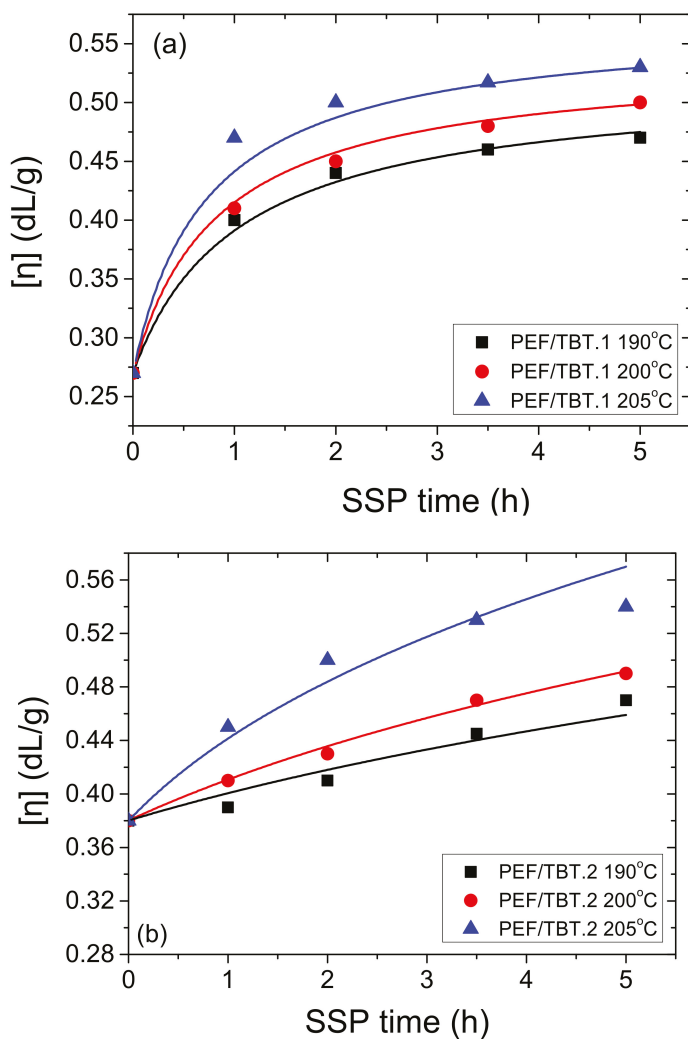 (a)
[η] (dL/g)
0.55
0.50
0.45
0.40
0.35
0.30
0.25
PEF/TBT.1 190°C
PEF/TBT.1 200°C
PEF/TBT.1 205°C
0 1 2 3 4 5
SSP time (h)
[η] (dL/g)
0.56
0.52
0.48
0.44
0.40
0.36
0.32
0.28
PEF/TBT.2 190°C
PEF/TBT.2 200°C
PEF/TBT.2 205°C
(b)
0 1 2 3 4 5
SSP time (h)